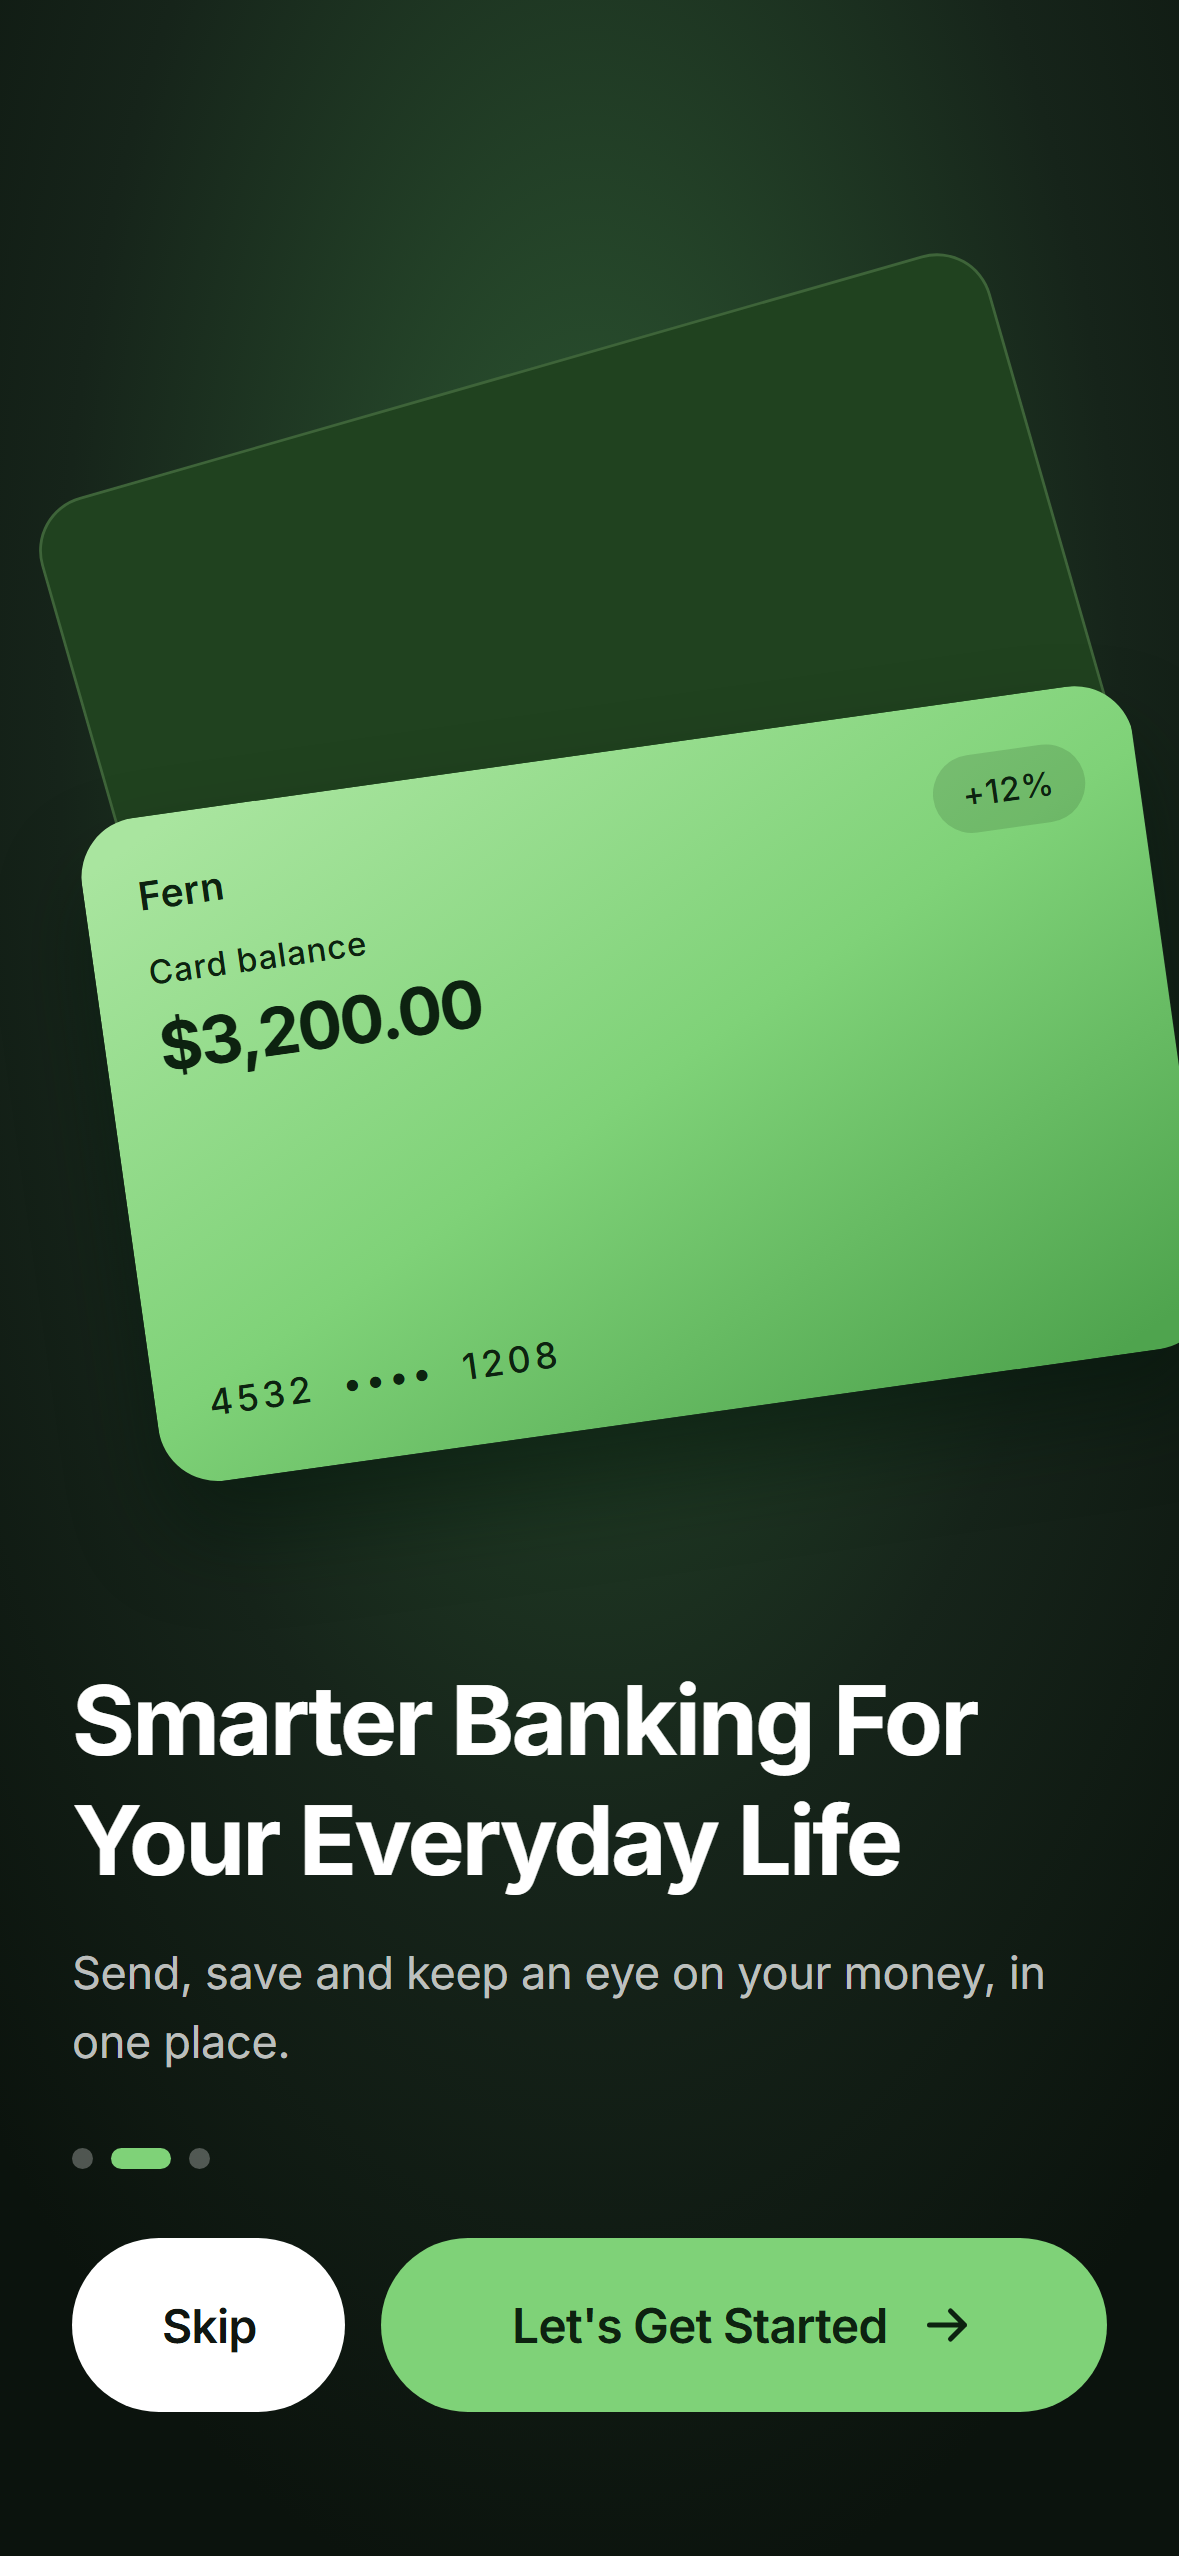 Fern
+12%
Card balance
$3,200.00
4532 •••• 1208
Smarter Banking For
Your Everyday Life
Send, save and keep an eye on your money, in
one place.
Skip
Let's Get Started →